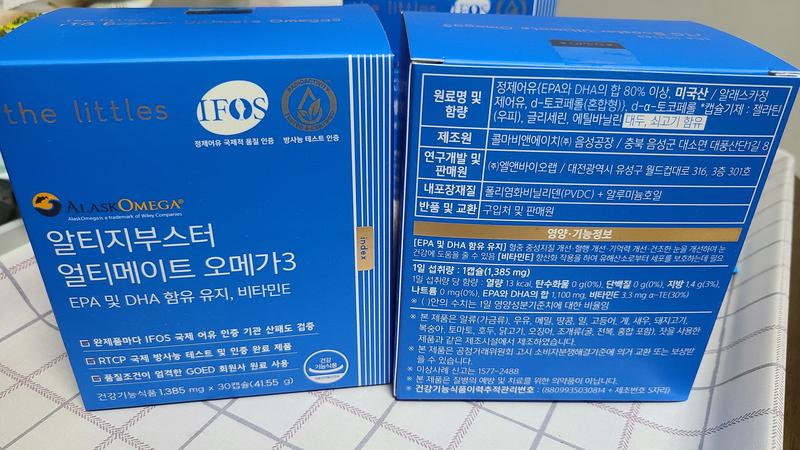 rTG Booster Ultimate Omega3
the littles
IFOS
정제어유 국제적 품질 인증
방사능 테스트 인증
ALASKOMEGA®
AlaskOmega is a trademark of Wiley Companies
알티지부스터
얼티메이트 오메가3
EPA 및 DHA 함유 유지, 비타민E
index
완제품마다 IFOS 국제 어유 인증 기관 산패도 검증
RTCP 국제 방사능 테스트 및 인증 완료 제품
품질조건이 엄격한 GOED 회원사 원료 사용
건강기능식품 1,385 mg x 30캡슐(41.55 g)
건강
기능식품
the littles
IFOS
원료명 및 함량
정제어유{EPA와 DHA의 합 80% 이상, 미국산 / 알래스카정
제어유, d-토코페롤(혼합형)}, d-α-토코페롤 *캡슐기제 : 젤라틴
(우피), 글리세린, 에틸바닐린 대두, 쇠고기 함유
제조원
콜마비앤에이치㈜ 음성공장 / 충북 음성군 대소면 대풍산단1길 8
연구개발 및 판매원
㈜엘앤바이오랩 / 대전광역시 유성구 월드컵대로 316, 3층 301호
내포장재질
폴리염화비닐리덴(PVDC) + 알루미늄호일
반품 및 교환
구입처 및 판매원
영양·기능정보
[EPA 및 DHA 함유 유지] 혈중 중성지질 개선·혈행 개선·기억력 개선·건조한 눈을 개선하여 눈
건강에 도움을 줄 수 있음 [비타민E] 항산화 작용을 하여 유해산소로부터 세포를 보호하는데 필요
1일 섭취량 : 1캡슐(1,385 mg)
1일 섭취량 당 함량 : 열량 13 kcal, 탄수화물 0 g(0%), 단백질 0 g(0%), 지방 1.4 g(3%),
나트륨 0 mg(0%), EPA와 DHA의 합 1,100 mg, 비타민E 3.3 mg α-TE(30%)
※ ( )안의 수치는 1일 영양성분기준치에 대한 비율임
※ 본 제품은 알류(가금류), 우유, 메밀, 땅콩, 밀, 고등어, 게, 새우, 돼지고기,
복숭아, 토마토, 호두, 닭고기, 오징어, 조개류(굴, 전복, 홍합 포함), 잣을 사용한
제품과 같은 제조시설에서 제조하였습니다.
※ 본 제품은 공정거래위원회 고시 소비자분쟁해결기준에 의거 교환 또는 보상받
을 수 있습니다.
※ 이상사례 신고는 1577-2488
※ 본 제품은 질병의 예방 및 치료를 위한 의약품이 아닙니다.
※ 건강기능식품이력추적관리번호 : (8809935030814 + 제조번호 5자리)